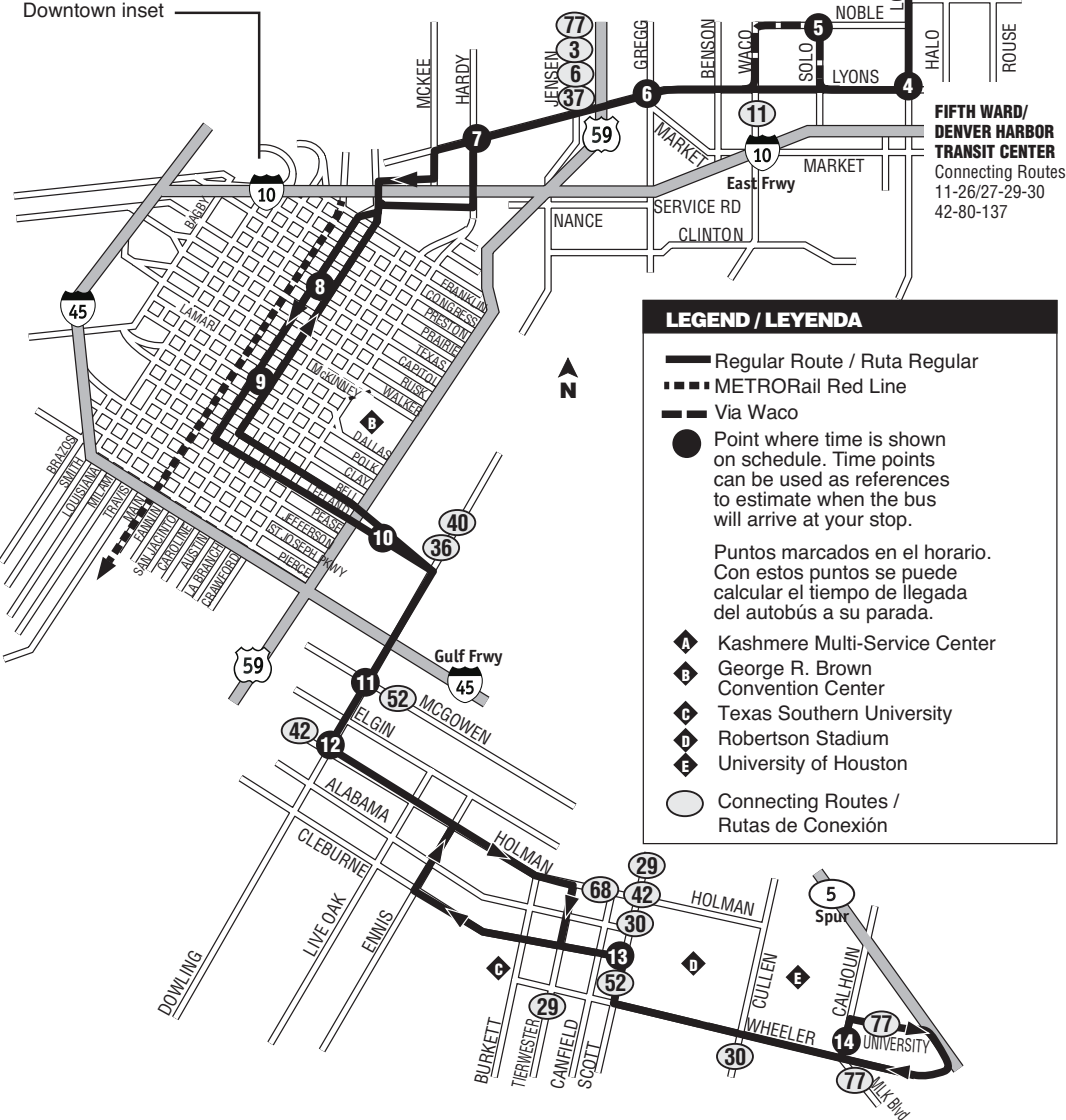 Downtown inset
77
3
6
37
MCKEE
HARDY
JENSEN
GREGG
BENSON
WACO
SOLO
NOBLE
LYONS
HALO
ROUSE
LO
5
4
6
7
11
59
10
MARKET
MARKET
East Frwy
FIFTH WARD/
DENVER HARBOR
TRANSIT CENTER
Connecting Routes
11-26/27-29-30
42-80-137
NANCE
SERVICE RD
CLINTON
10
45
BAGBY
LAMAR
8
9
MCKINNEY
FRANKLIN
CONGRESS
PRESTON
PRAIRIE
TEXAS
CAPITOL
RUSK
WALKER
B
DALLAS
POLK
CLAY
BELL
LEELAND
PEASE
JEFFERSON
ST. JOSEPH PKWY
PIERCE
N
BRAZOS
SMITH
LOUISIANA
MILAM
TRAVIS
MAIN
FANNIN
SAN JACINTO
CAROLINE
AUSTIN
LA BRANCH
CRAWFORD
10
40
36
59
Gulf Frwy
45
11
52
MCGOWEN
ELGIN
42
12
ALABAMA
CLEBURNE
HOLMAN
DOWLING
LIVE OAK
ENNIS
68
29
42
30
HOLMAN
13
52
C
D
E
29
BURKETT
TIERWESTER
CANFIELD
SCOTT
CULLEN
CALHOUN
5
Spur
WHEELER
30
14
77
UNIVERSITY
77
MLK Blvd
LEGEND / LEYENDA
Regular Route / Ruta Regular
METRORail Red Line
Via Waco
Point where time is shown
on schedule. Time points
can be used as references
to estimate when the bus
will arrive at your stop.
Puntos marcados en el horario.
Con estos puntos se puede
calcular el tiempo de llegada
del autobús a su parada.
A Kashmere Multi-Service Center
B George R. Brown
Convention Center
C Texas Southern University
D Robertson Stadium
E University of Houston
Connecting Routes /
Rutas de Conexión